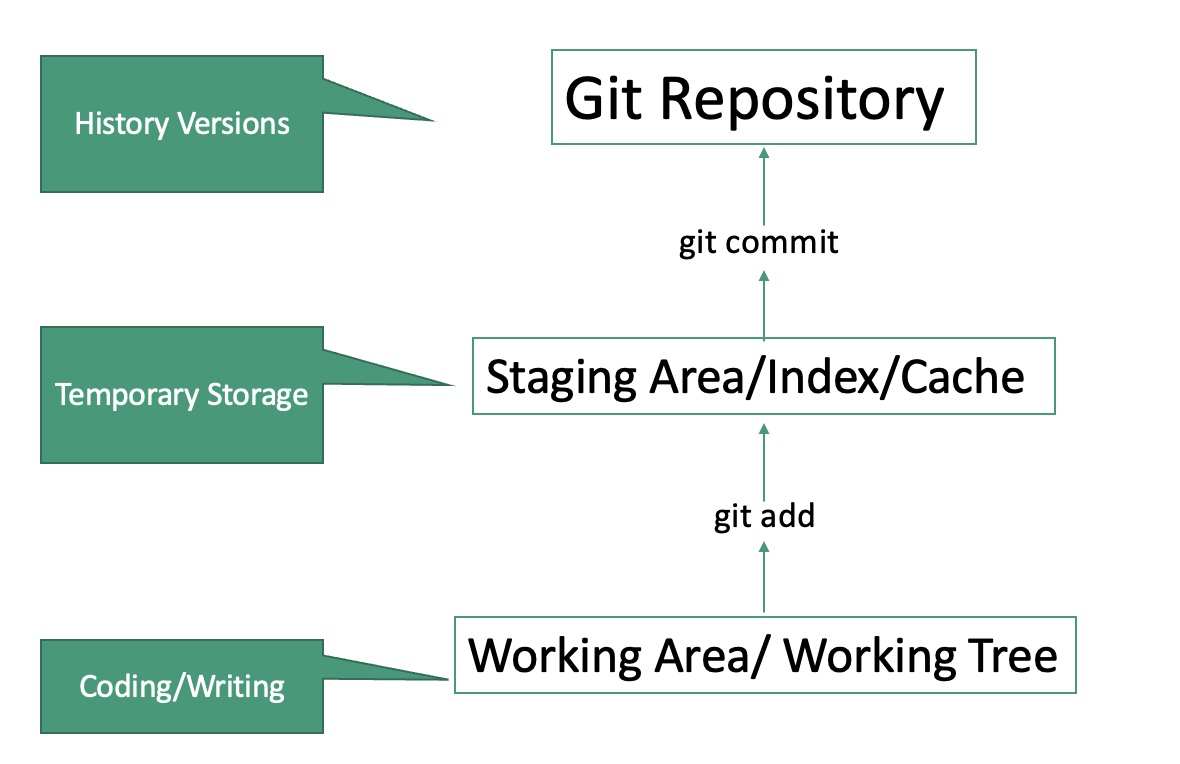 History Versions
Git Repository
git commit
Temporary Storage
Staging Area/Index/Cache
git add
Coding/Writing
Working Area/ Working Tree